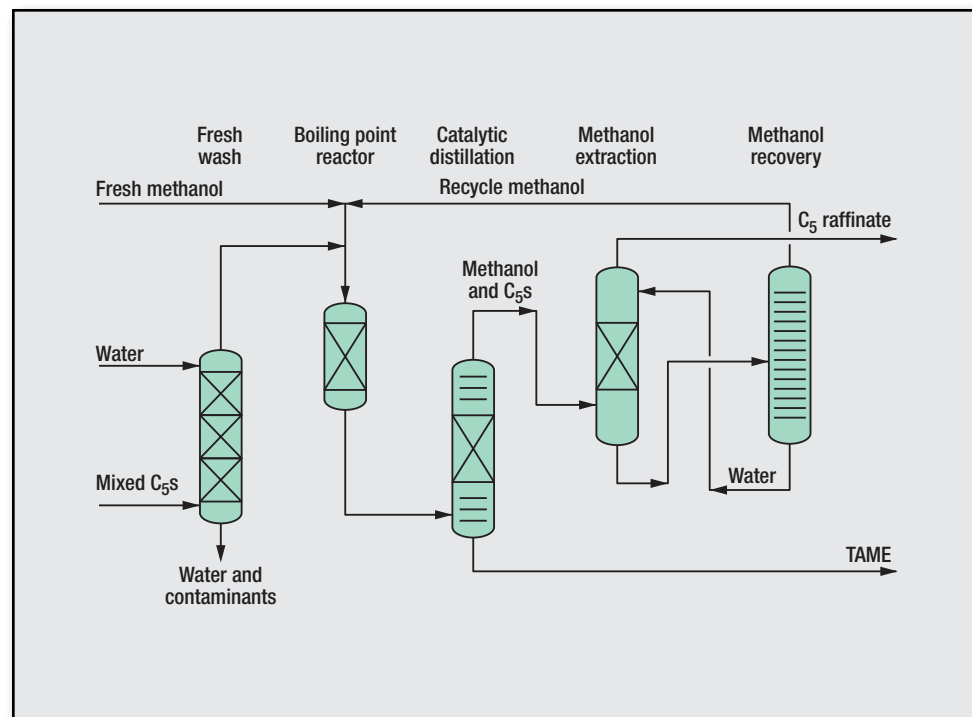 Fresh
wash
Boiling point
reactor
Catalytic
distillation
Methanol
extraction
Methanol
recovery
Fresh methanol
Recycle methanol
C₅ raffinate
Methanol
and C₅s
Water
Mixed C₅s
Water
Water and
contaminants
TAME